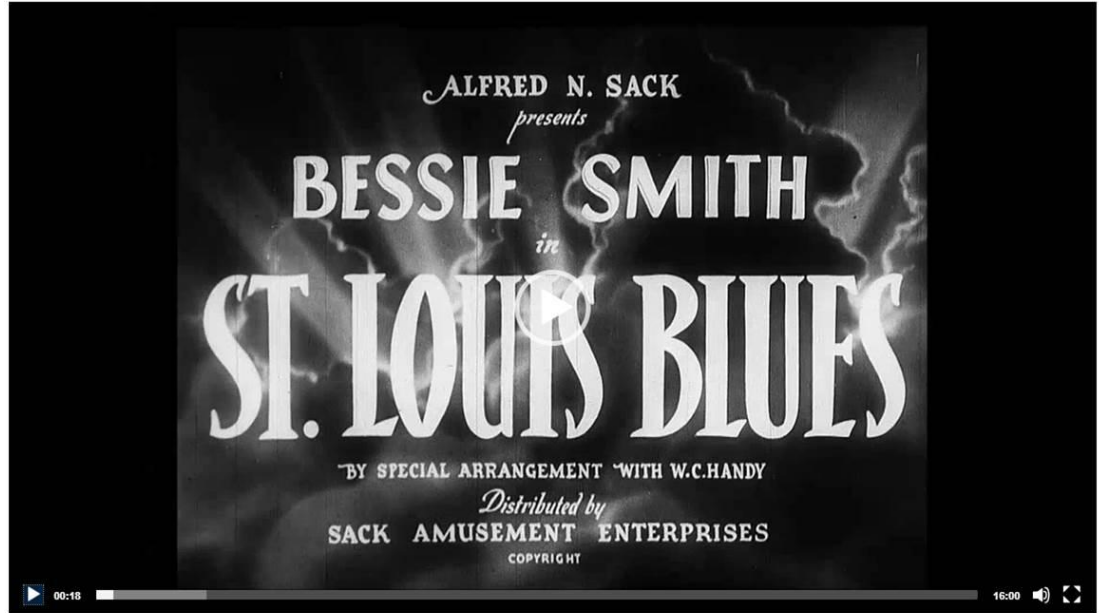 ALFRED N. SACK
presents
BESSIE SMITH
in
ST. LOUIS BLUES
BY SPECIAL ARRANGEMENT WITH W.C. HANDY
Distributed by
SACK AMUSEMENT ENTERPRISES
COPYRIGHT
00:18 16:00